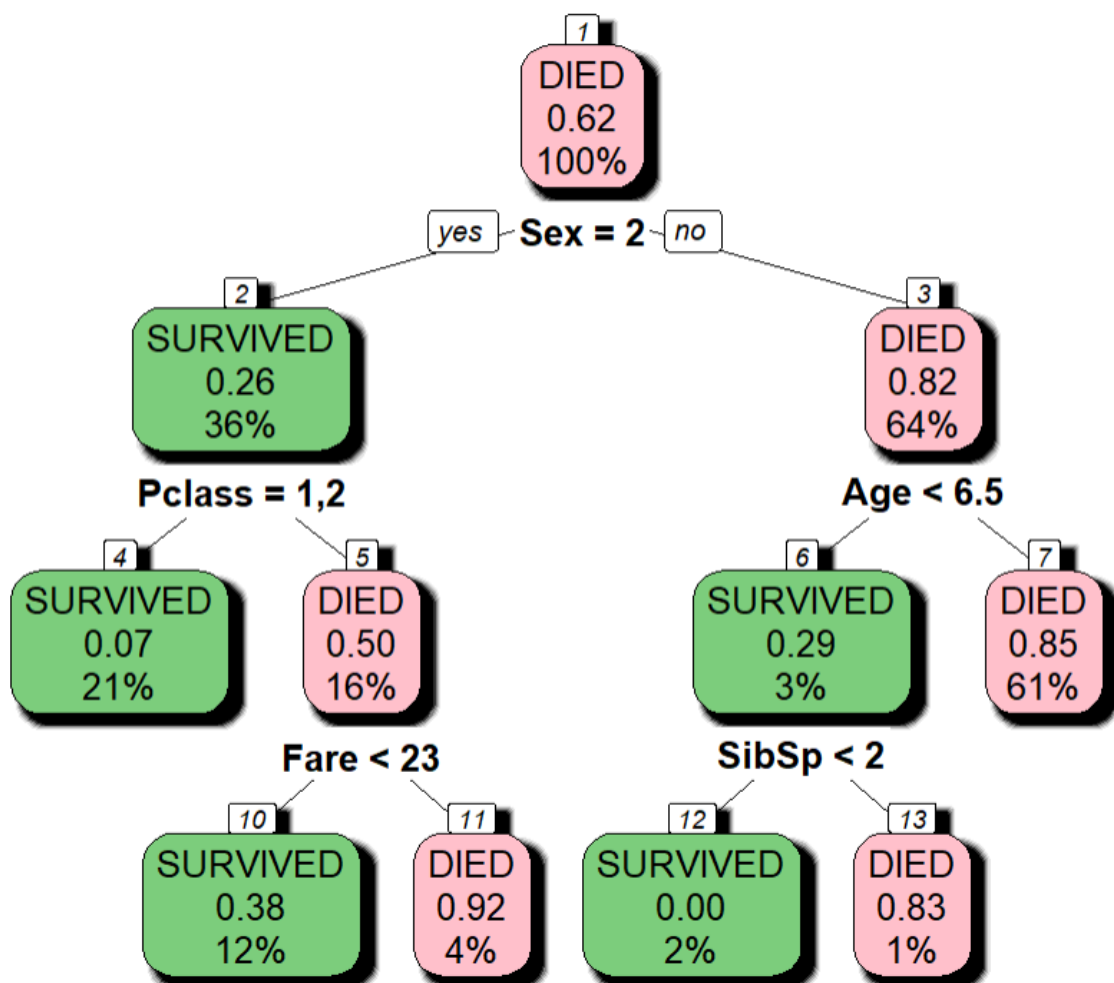 1
DIED
0.62
100%
yes Sex = 2 no
2
SURVIVED
0.26
36%
3
DIED
0.82
64%
Pclass = 1,2
Age < 6.5
4
SURVIVED
0.07
21%
5
DIED
0.50
16%
6
SURVIVED
0.29
3%
7
DIED
0.85
61%
Fare < 23
SibSp < 2
10
SURVIVED
0.38
12%
11
DIED
0.92
4%
12
SURVIVED
0.00
2%
13
DIED
0.83
1%